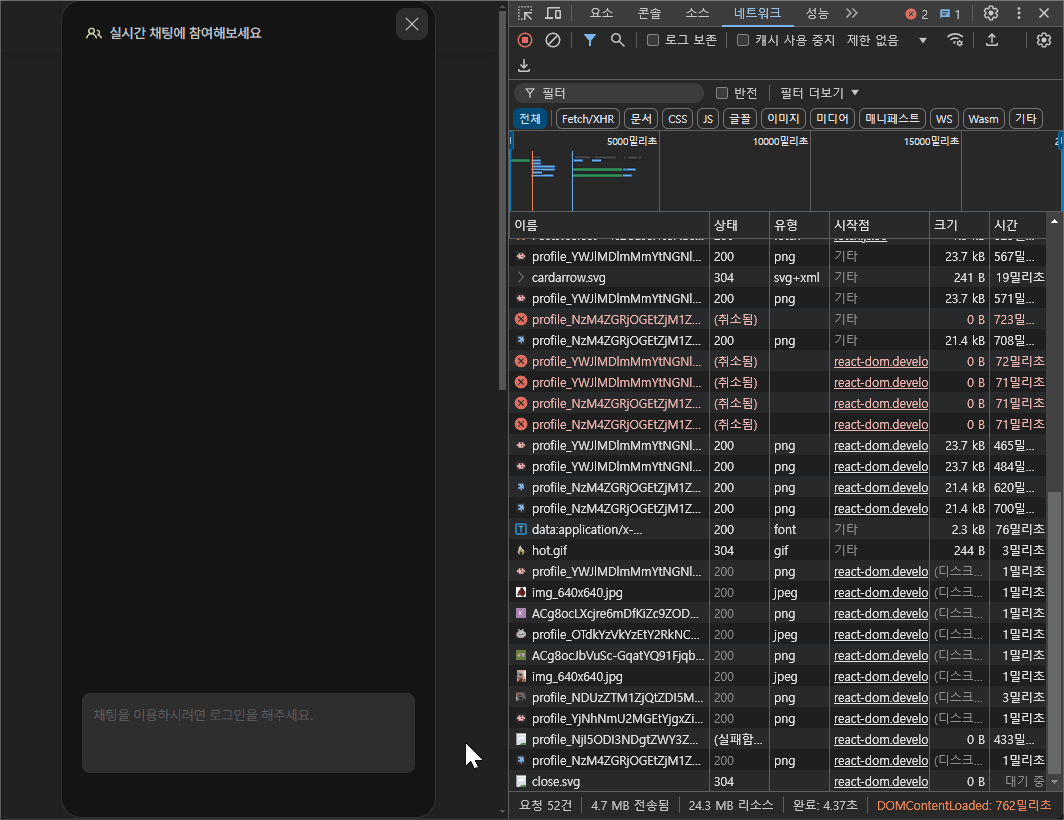 실시간 채팅에 참여해보세요
채팅을 이용하시려면 로그인을 해주세요.
요소 콘솔 소스 네트워크 성능 2 1
로그 보존 캐시 사용 중지 제한 없음
필터 반전 필터 더보기
전체 Fetch/XHR 문서 CSS JS 글꼴 이미지 미디어 매니페스트 WS Wasm 기타
5000밀리초 10000밀리초 15000밀리초 2
이름 상태 유형 시작점 크기 시간
profile_YWJlMDlmMmYtNGNl... 200 png 기타 23.7 kB 567밀...
cardarrow.svg 304 svg+xml 기타 241 B 19밀리초
profile_YWJlMDlmMmYtNGNl... 200 png 기타 23.7 kB 571밀...
profile_NzM4ZGRjOGEtZjM1Z... (취소됨) 기타 0 B 723밀...
profile_NzM4ZGRjOGEtZjM1Z... 200 png 기타 21.4 kB 708밀...
profile_YWJlMDlmMmYtNGNl... (취소됨) react-dom.develo 0 B 72밀리초
profile_YWJlMDlmMmYtNGNl... (취소됨) react-dom.develo 0 B 71밀리초
profile_NzM4ZGRjOGEtZjM1Z... (취소됨) react-dom.develo 0 B 71밀리초
profile_NzM4ZGRjOGEtZjM1Z... (취소됨) react-dom.develo 0 B 71밀리초
profile_YWJlMDlmMmYtNGNl... 200 png react-dom.develo 23.7 kB 465밀...
profile_YWJlMDlmMmYtNGNl... 200 png react-dom.develo 23.7 kB 484밀...
profile_NzM4ZGRjOGEtZjM1Z... 200 png react-dom.develo 21.4 kB 620밀...
profile_NzM4ZGRjOGEtZjM1Z... 200 png react-dom.develo 21.4 kB 700밀...
data:application/x-... 200 font 기타 2.3 kB 76밀리초
hot.gif 304 gif 기타 244 B 3밀리초
profile_YWJlMDlmMmYtNGNl... 200 png react-dom.develo (디스크... 1밀리초
img_640x640.jpg 200 jpeg react-dom.develo (디스크... 1밀리초
ACg8ocLXcjre6mDfKiZc9ZOD... 200 png react-dom.develo (디스크... 1밀리초
profile_OTdkYzVkYzEtY2RkNC... 200 jpeg react-dom.develo (디스크... 1밀리초
ACg8ocJbVuSc-GqatYQ91Fjqb... 200 png react-dom.develo (디스크... 1밀리초
img_640x640.jpg 200 jpeg react-dom.develo (디스크... 1밀리초
profile_NDUzZTM1ZjQtZDI5M... 200 png react-dom.develo (디스크... 3밀리초
profile_YjNhNmU2MGEtYjgxZi... 200 png react-dom.develo (디스크... 1밀리초
profile_NjI5ODI3NDgtZWY3Z... (실패함... react-dom.develo 0 B 433밀...
profile_NzM4ZGRjOGEtZjM1Z... 200 png react-dom.develo (디스크... 1밀리초
close.svg 304 react-dom.develo 0 B 대기 중
요청 52건 4.7 MB 전송됨 24.3 MB 리소스 완료: 4.37초 DOMContentLoaded: 762밀리초